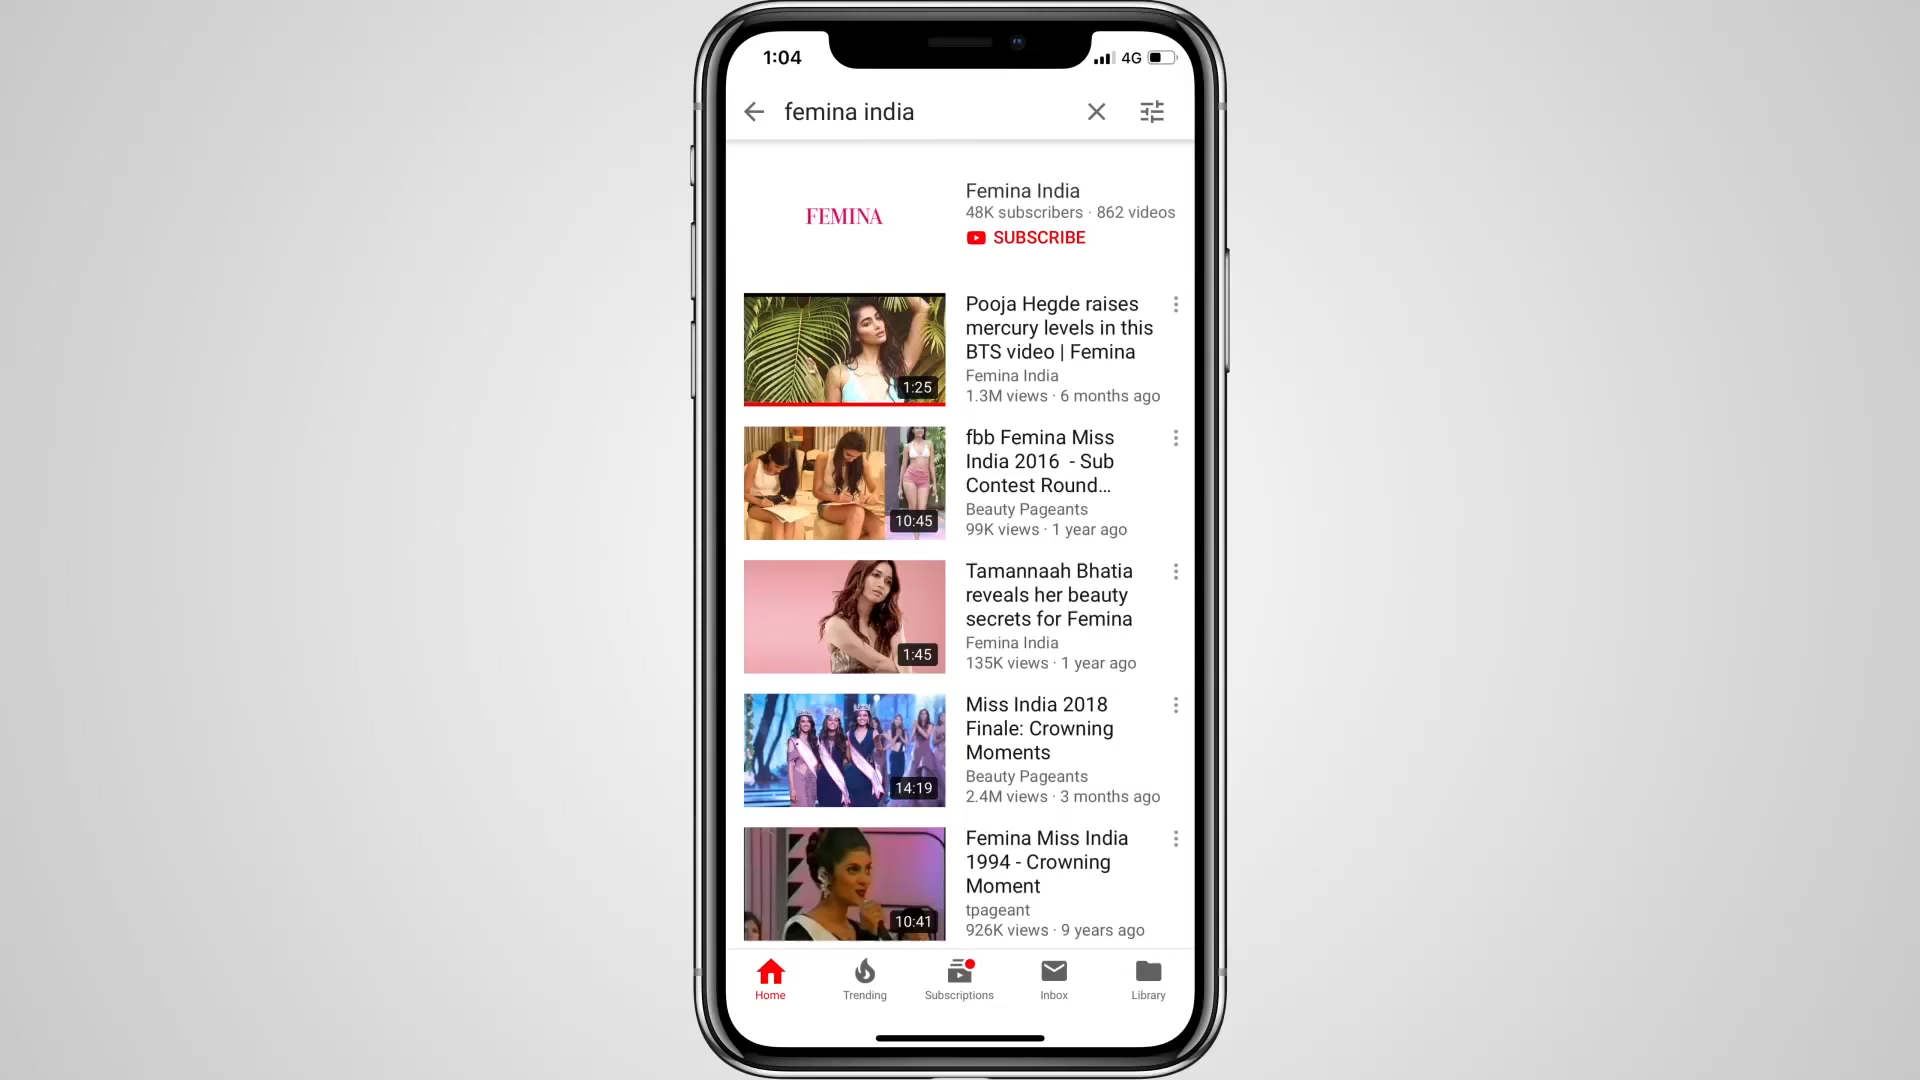 1:04
4G
femina india
FEMINA
Femina India
48K subscribers · 862 videos
SUBSCRIBE
Pooja Hegde raises
mercury levels in this
BTS video | Femina
Femina India
1.3M views · 6 months ago
1:25
fbb Femina Miss
India 2016 - Sub
Contest Round...
Beauty Pageants
99K views · 1 year ago
10:45
Tamannaah Bhatia
reveals her beauty
secrets for Femina
Femina India
135K views · 1 year ago
1:45
Miss India 2018
Finale: Crowning
Moments
Beauty Pageants
2.4M views · 3 months ago
14:19
Femina Miss India
1994 - Crowning
Moment
tpageant
926K views · 9 years ago
10:41
Home
Trending
Subscriptions
Inbox
Library